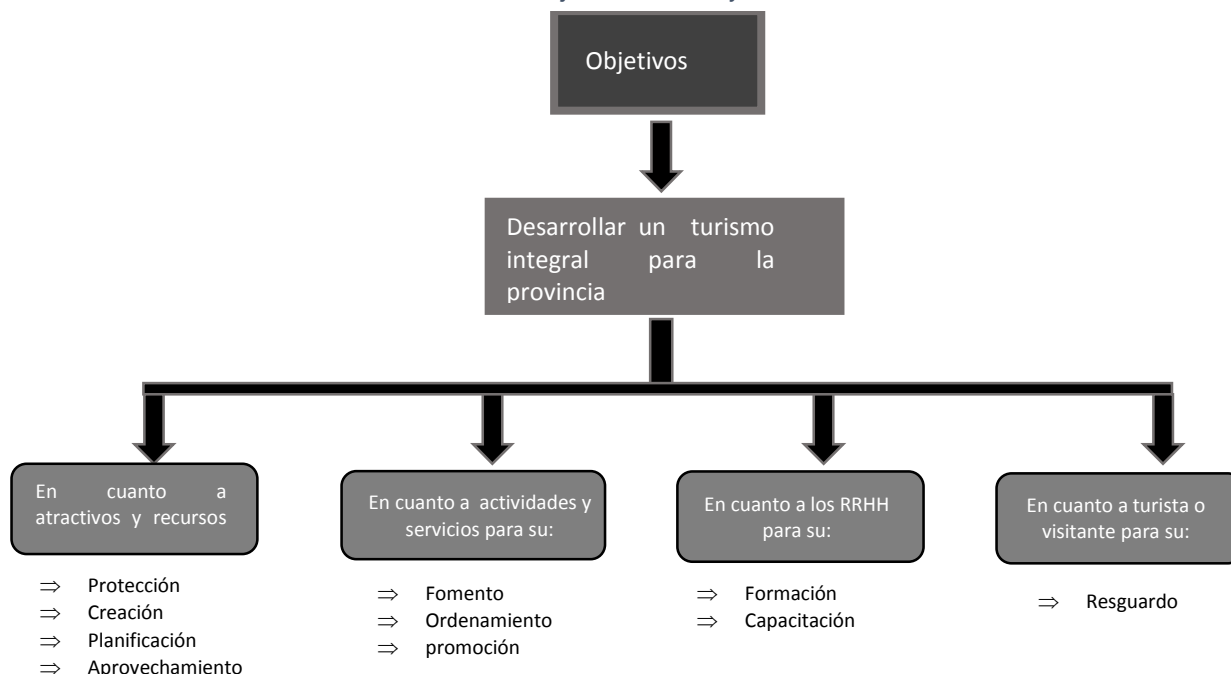 Objetivos
Desarrollar un turismo
integral para la
provincia
En cuanto a
atractivos y recursos
⇒ Protección
⇒ Creación
⇒ Planificación
⇒ Aprovechamiento
En cuanto a actividades y
servicios para su:
⇒ Fomento
⇒ Ordenamiento
⇒ promoción
En cuanto a los RRHH
para su:
⇒ Formación
⇒ Capacitación
En cuanto a turista o
visitante para su:
⇒ Resguardo